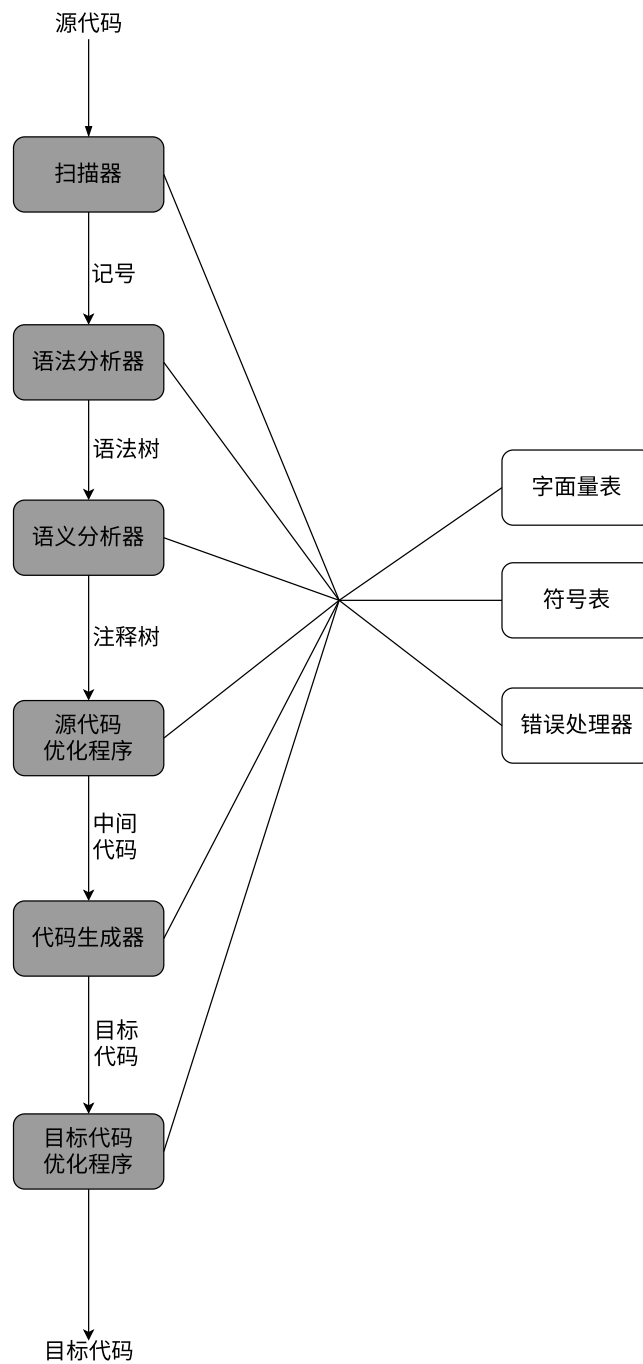 源代码
扫描器
记号
语法分析器
语法树
字面量表
语义分析器
符号表
注释树
错误处理器
源代码
优化程序
中间
代码
代码生成器
目标
代码
目标代码
优化程序
目标代码